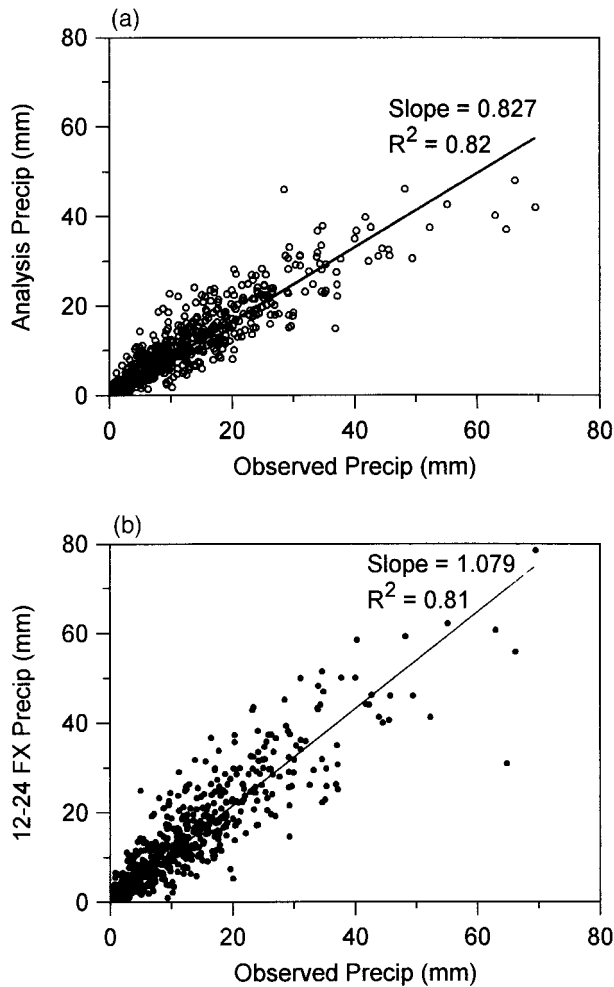 (a)
80
60
40
20
0
Analysis Precip (mm)
Slope = 0.827
R² = 0.82
0 20 40 60 80
Observed Precip (mm)
(b)
80
60
40
20
0
12-24 FX Precip (mm)
Slope = 1.079
R² = 0.81
0 20 40 60 80
Observed Precip (mm)